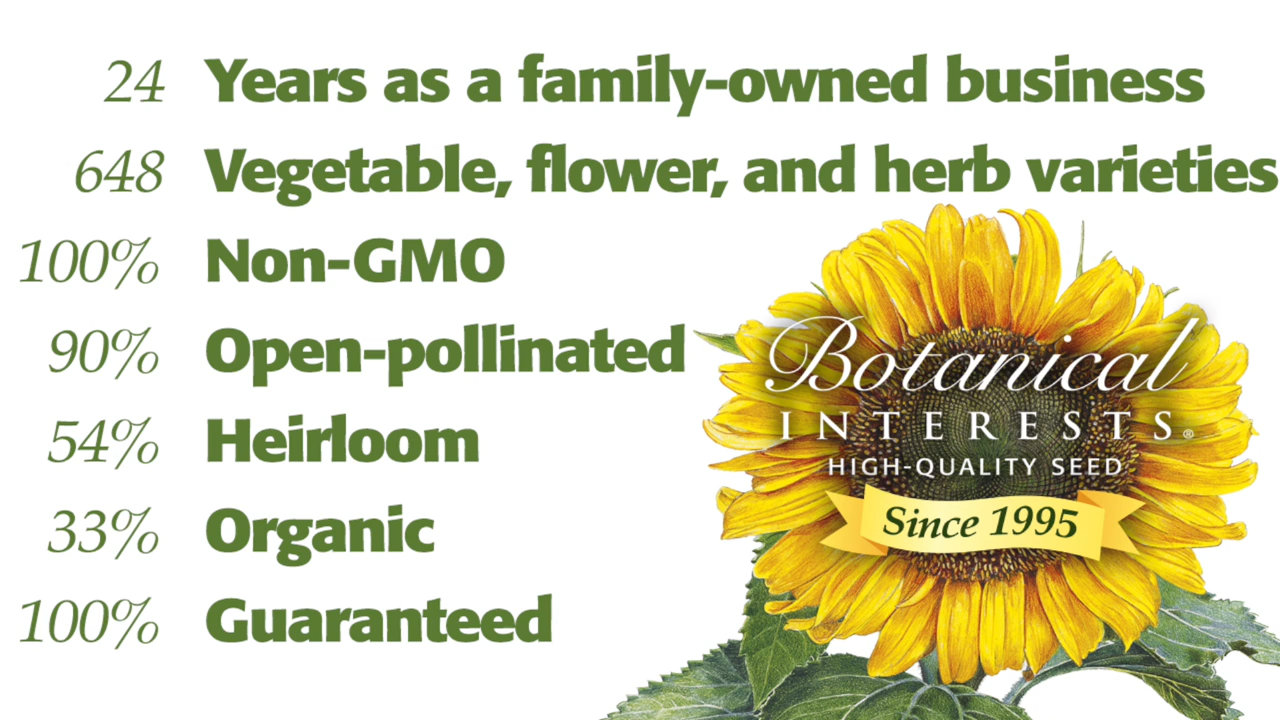 24 Years as a family-owned business
648 Vegetable, flower, and herb varieties
100% Non-GMO
90% Open-pollinated
54% Heirloom
33% Organic
100% Guaranteed
Botanical
INTERESTS®
HIGH-QUALITY SEED
Since 1995